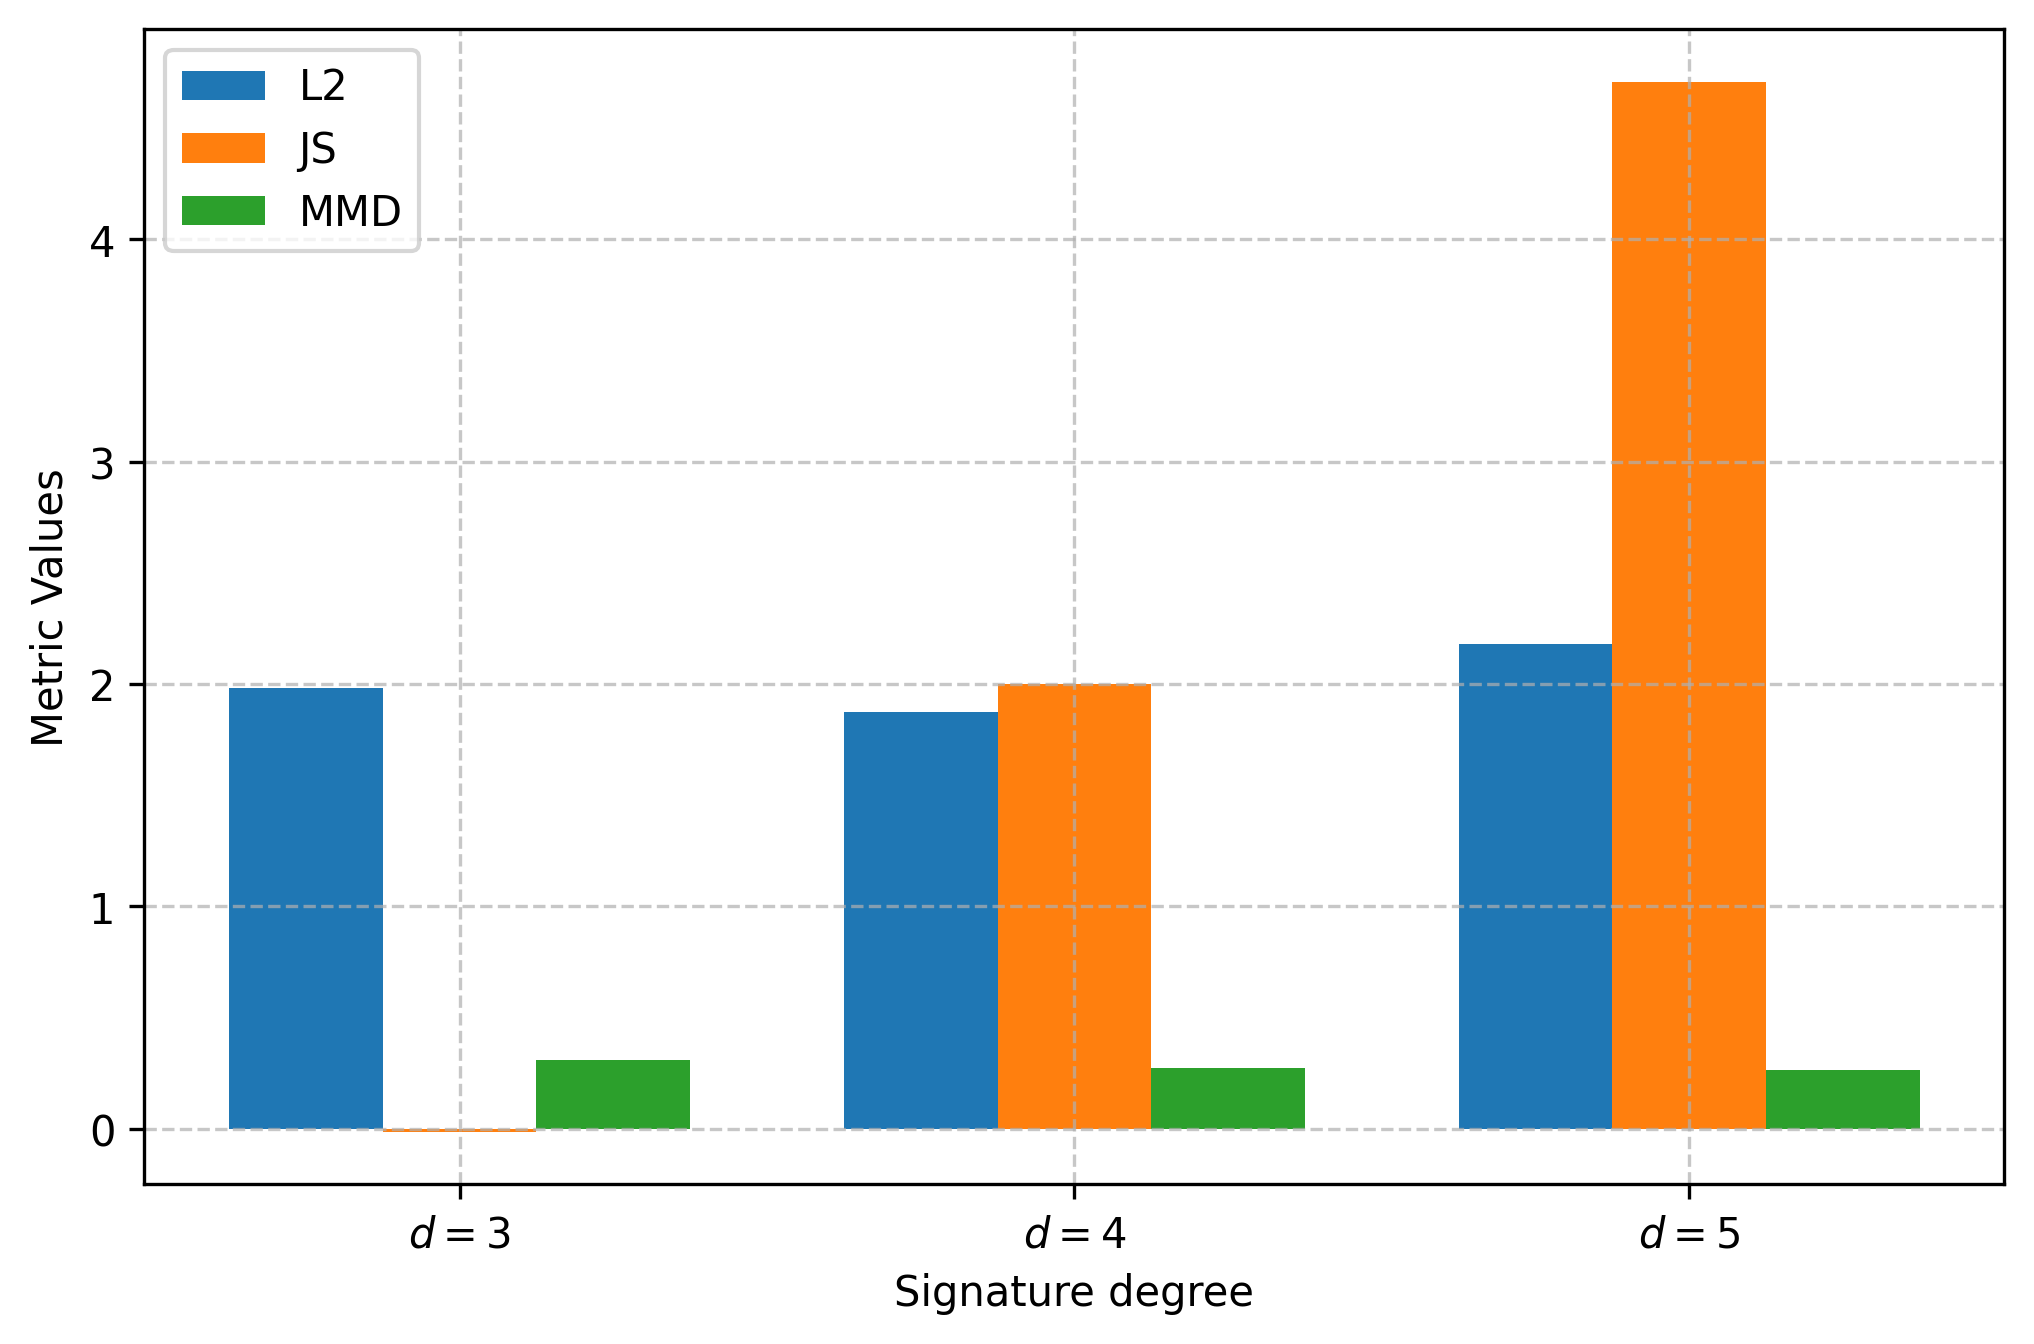 L2
JS
MMD
4
3
2
1
0
Metric Values
d = 3
d = 4
d = 5
Signature degree